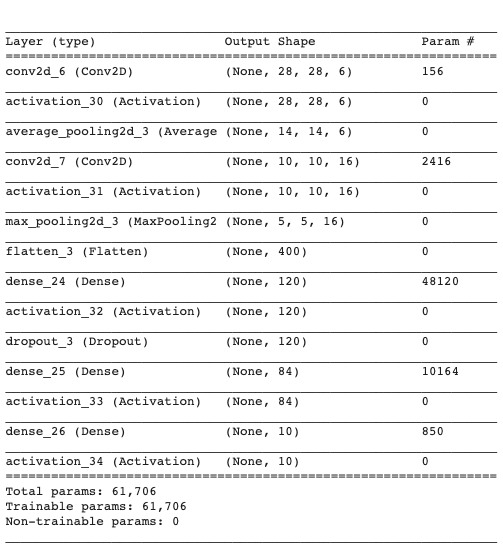 Layer (type) Output Shape Param #
conv2d_6 (Conv2D) (None, 28, 28, 6) 156
activation_30 (Activation) (None, 28, 28, 6) 0
average_pooling2d_3 (Average (None, 14, 14, 6) 0
conv2d_7 (Conv2D) (None, 10, 10, 16) 2416
activation_31 (Activation) (None, 10, 10, 16) 0
max_pooling2d_3 (MaxPooling2 (None, 5, 5, 16) 0
flatten_3 (Flatten) (None, 400) 0
dense_24 (Dense) (None, 120) 48120
activation_32 (Activation) (None, 120) 0
dropout_3 (Dropout) (None, 120) 0
dense_25 (Dense) (None, 84) 10164
activation_33 (Activation) (None, 84) 0
dense_26 (Dense) (None, 10) 850
activation_34 (Activation) (None, 10) 0
Total params: 61,706
Trainable params: 61,706
Non-trainable params: 0